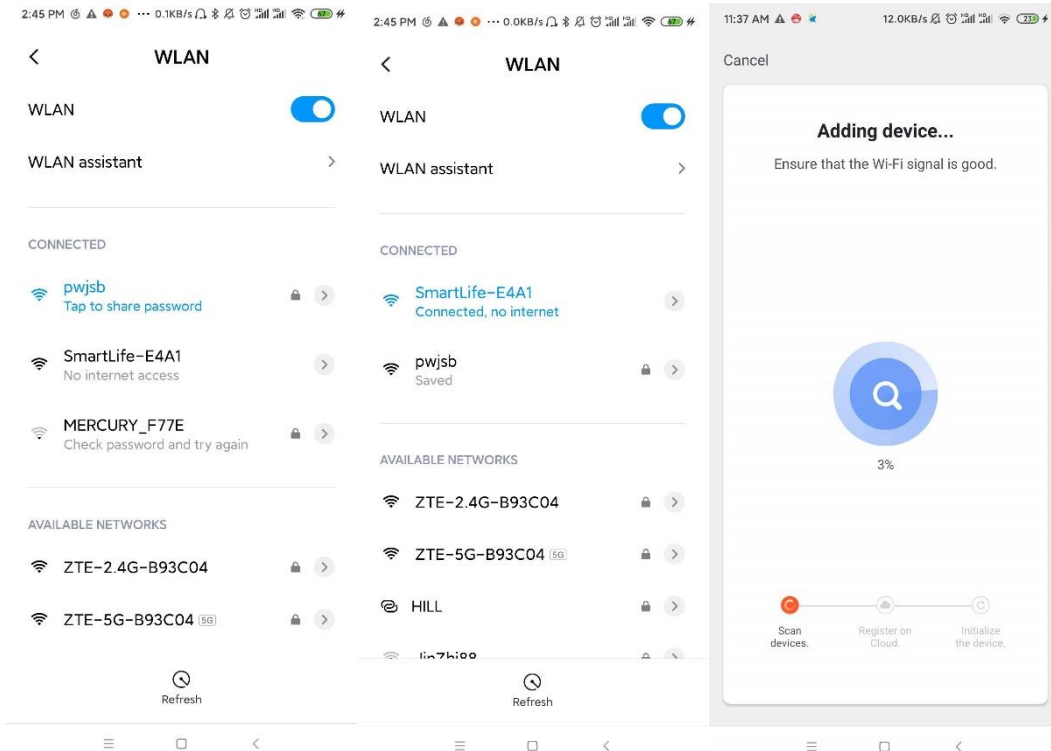 2:45 PM ··· 0.1KB/s 67
WLAN
WLAN
WLAN assistant
CONNECTED
pwjsb
Tap to share password
SmartLife-E4A1
No internet access
MERCURY_F77E
Check password and try again
AVAILABLE NETWORKS
ZTE-2.4G-B93C04
ZTE-5G-B93C04 5G
Refresh
2:45 PM ··· 0.0KB/s 67
WLAN
WLAN
WLAN assistant
CONNECTED
SmartLife-E4A1
Connected, no internet
pwjsb
Saved
AVAILABLE NETWORKS
ZTE-2.4G-B93C04
ZTE-5G-B93C04 5G
HILL
JinZhi88
Refresh
11:37 AM 12.0KB/s 23
Cancel
Adding device...
Ensure that the Wi-Fi signal is good.
3%
Scan
devices.
Register on
Cloud.
Initialize
the device.